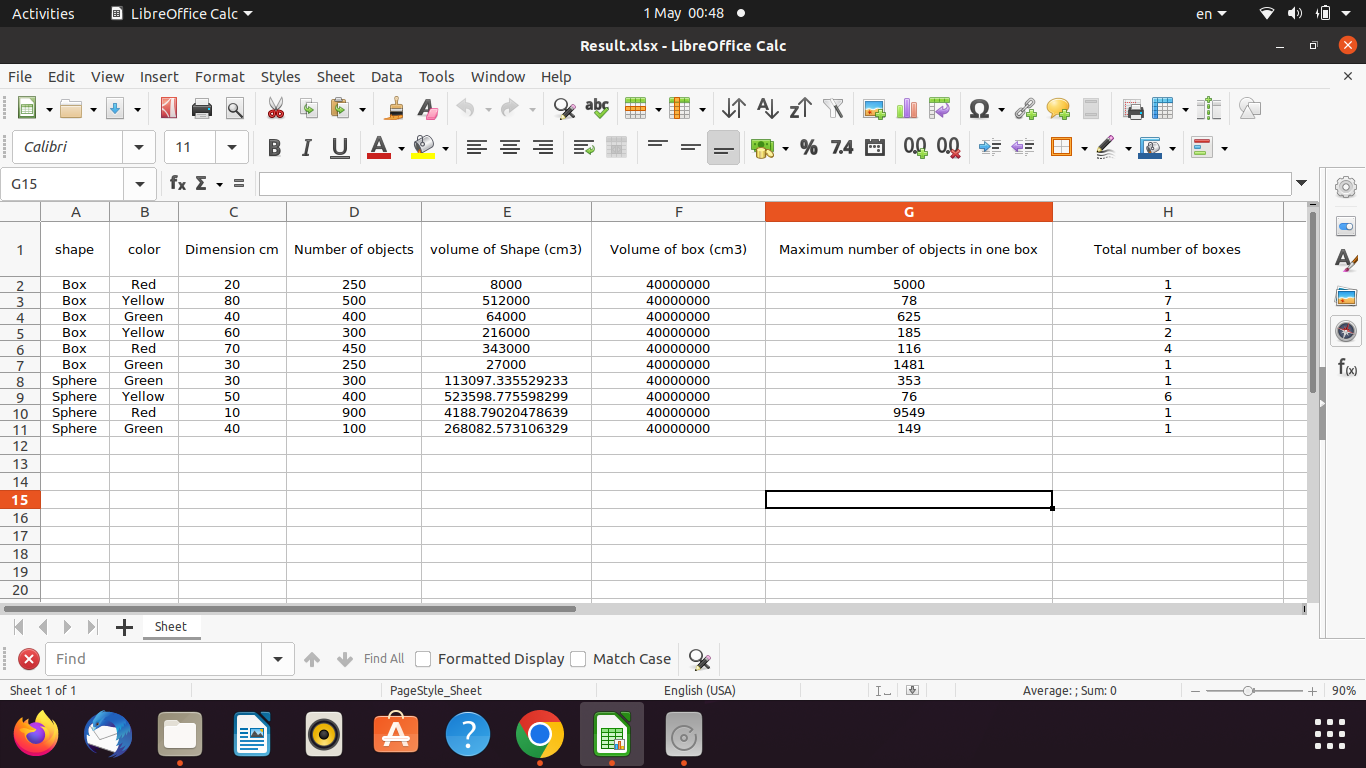 Activities LibreOffice Calc 1 May 00:48 en
Result.xlsx - LibreOffice Calc
File Edit View Insert Format Styles Sheet Data Tools Window Help
Calibri 11
G15
A B C D E F G H
1 shape color Dimension cm Number of objects volume of Shape (cm3) Volume of box (cm3) Maximum number of objects in one box Total number of boxes
2 Box Red 20 250 8000 40000000 5000 1
3 Box Yellow 80 500 512000 40000000 78 7
4 Box Green 40 400 64000 40000000 625 1
5 Box Yellow 60 300 216000 40000000 185 2
6 Box Red 70 450 343000 40000000 116 4
7 Box Green 30 250 27000 40000000 1481 1
8 Sphere Green 30 300 113097.335529233 40000000 353 1
9 Sphere Yellow 50 400 523598.775598299 40000000 76 6
10 Sphere Red 10 900 4188.79020478639 40000000 9549 1
11 Sphere Green 40 100 268082.573106329 40000000 149 1
12
13
14
15
16
17
18
19
20
Sheet
Find Find All Formatted Display Match Case
Sheet 1 of 1 PageStyle_Sheet English (USA) Average: ; Sum: 0 90%